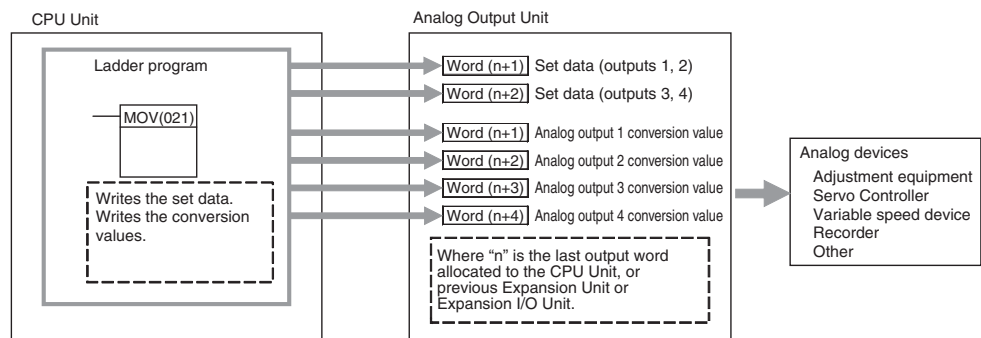 CPU Unit
Analog Output Unit
Ladder program
MOV(021)
Writes the set data.
Writes the conversion
values.
Word (n+1) Set data (outputs 1, 2)
Word (n+2) Set data (outputs 3, 4)
Word (n+1) Analog output 1 conversion value
Word (n+2) Analog output 2 conversion value
Word (n+3) Analog output 3 conversion value
Word (n+4) Analog output 4 conversion value
Where “n” is the last output word
allocated to the CPU Unit, or
previous Expansion Unit or
Expansion I/O Unit.
Analog devices
Adjustment equipment
Servo Controller
Variable speed device
Recorder
Other